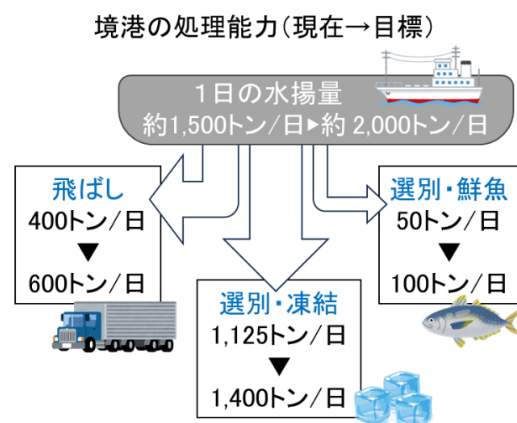 境港の処理能力（現在→目標）
１日の水揚量
約1,500トン/日▶約 2,000トン/日
飛ばし
400トン/日
▼
600トン/日
選別・鮮魚
50トン/日
▼
100トン/日
選別・凍結
1,125トン/日
▼
1,400トン/日